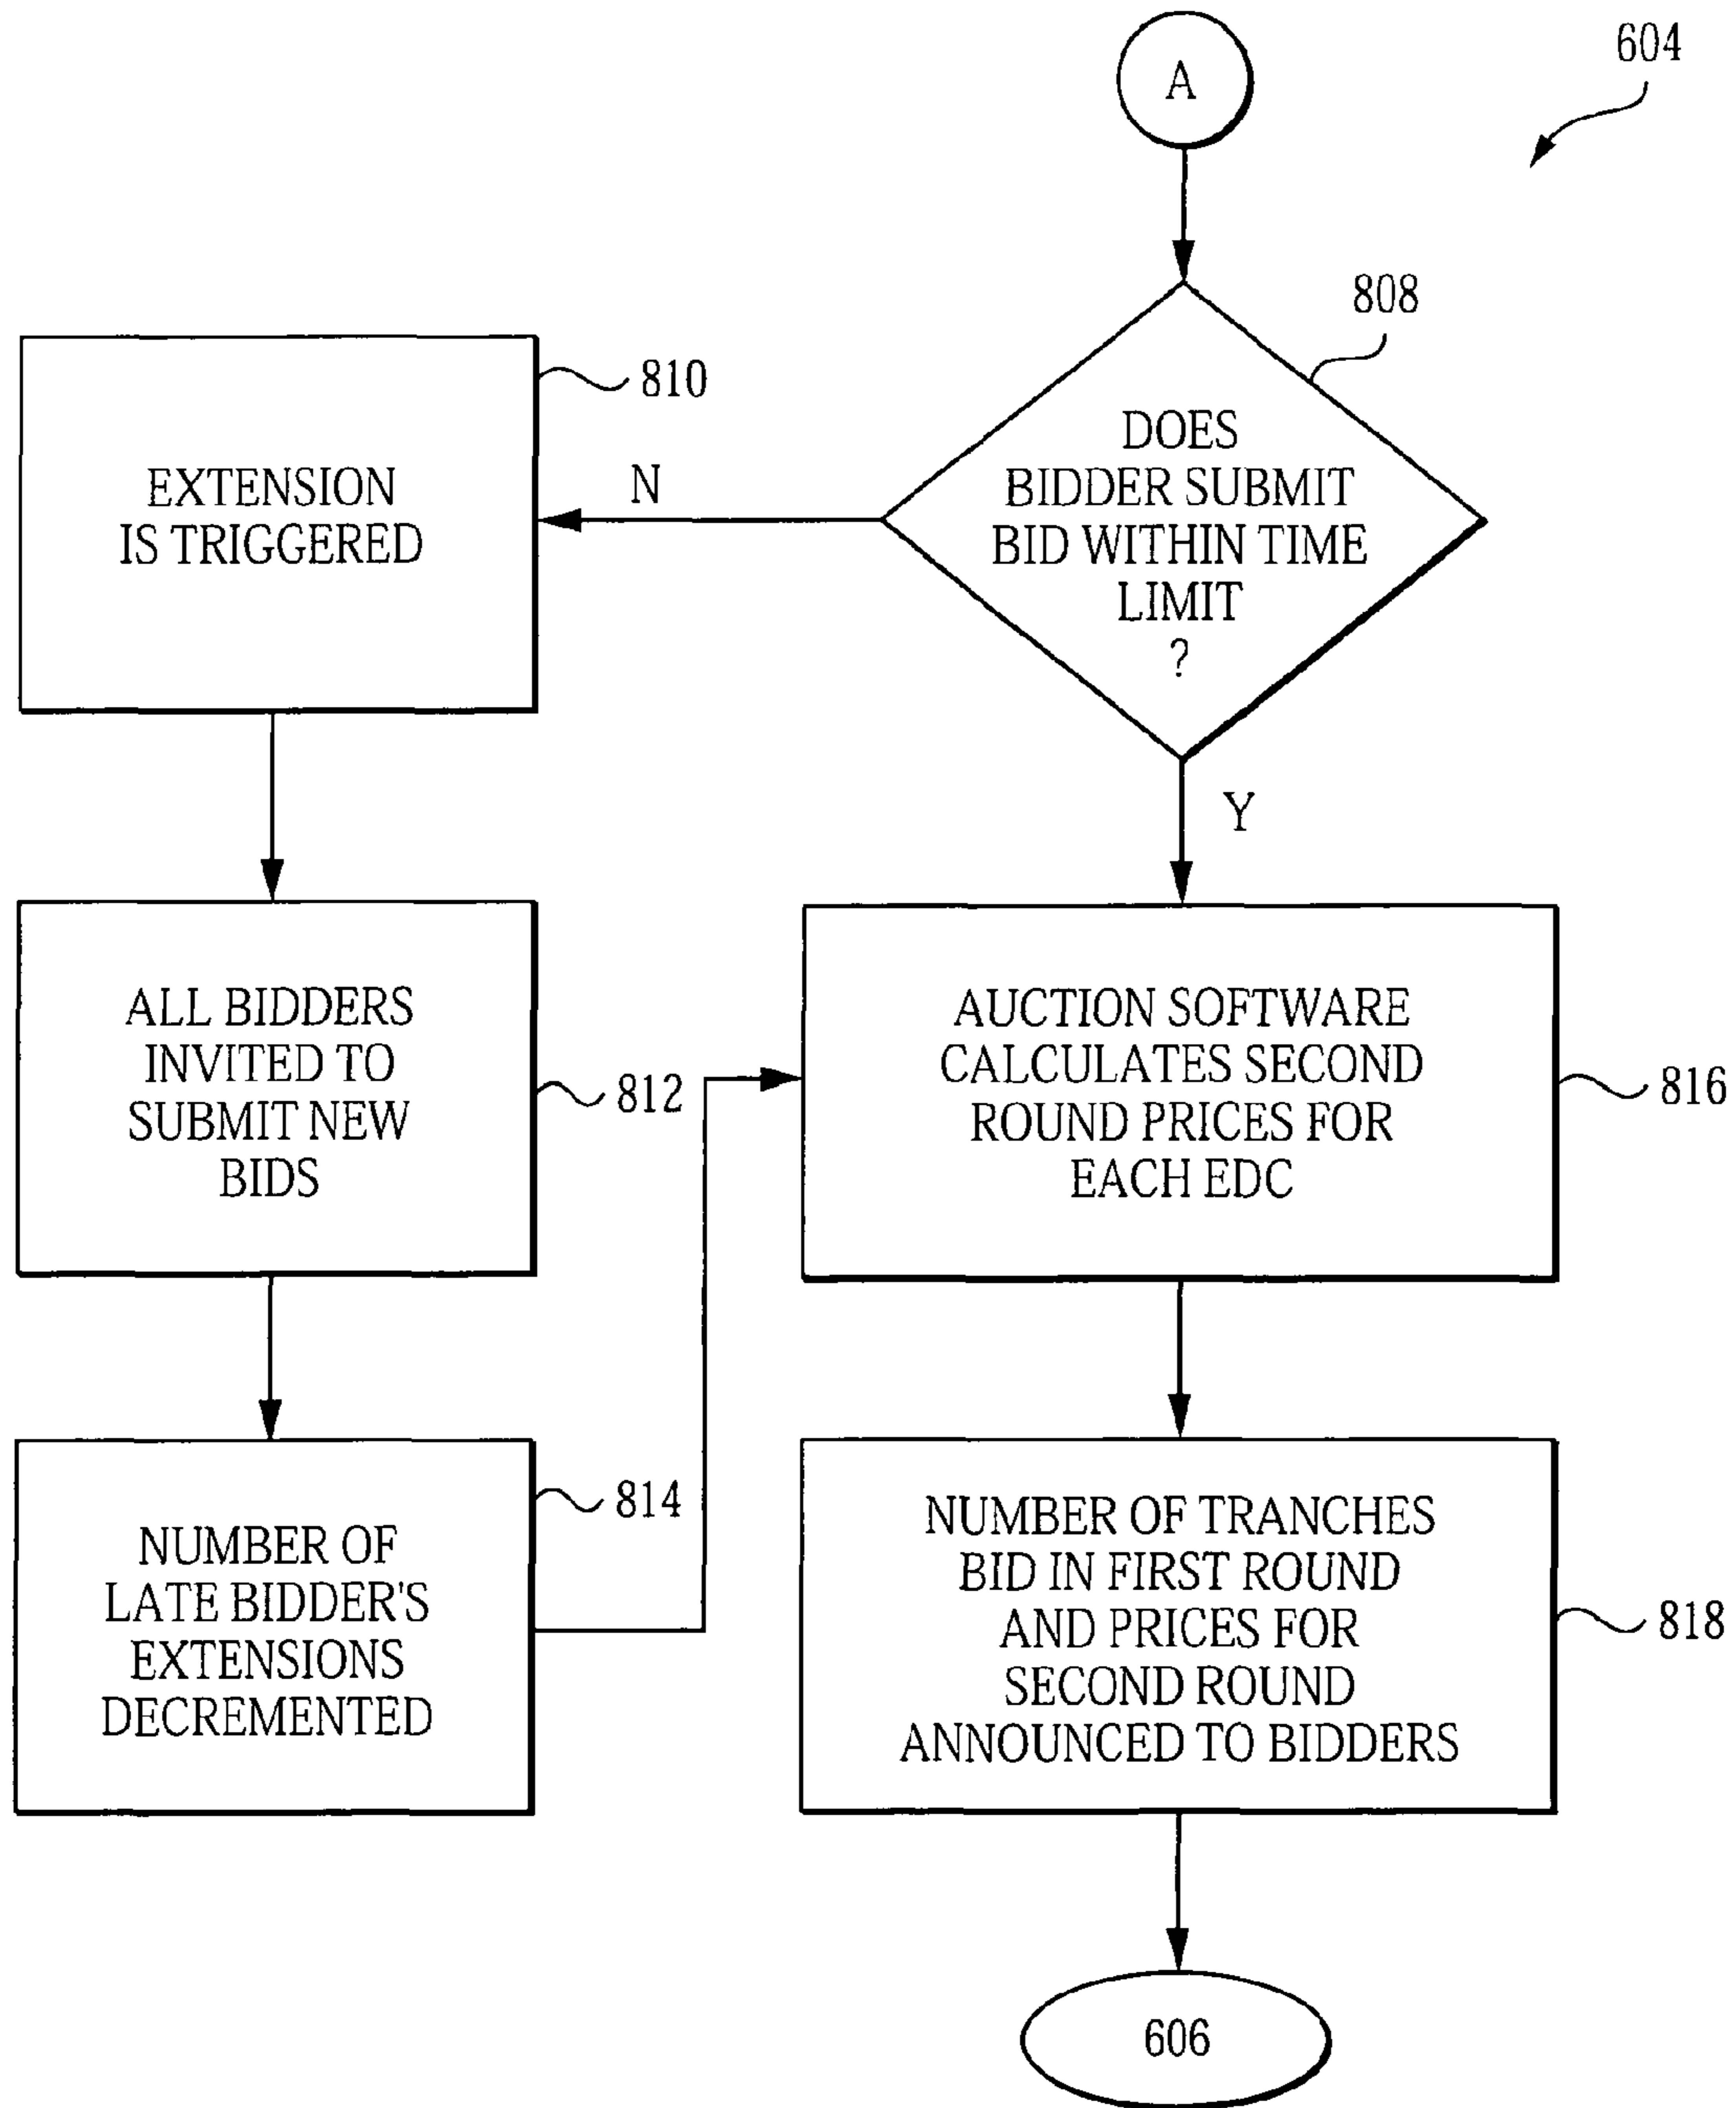 A
604
808
DOES
BIDDER SUBMIT
BID WITHIN TIME
LIMIT
?
N
Y
810
EXTENSION
IS TRIGGERED
ALL BIDDERS
INVITED TO
SUBMIT NEW
BIDS
812
NUMBER OF
LATE BIDDER'S
EXTENSIONS
DECREMENTED
814
AUCTION SOFTWARE
CALCULATES SECOND
ROUND PRICES FOR
EACH EDC
816
NUMBER OF TRANCHES
BID IN FIRST ROUND
AND PRICES FOR
SECOND ROUND
ANNOUNCED TO BIDDERS
818
606